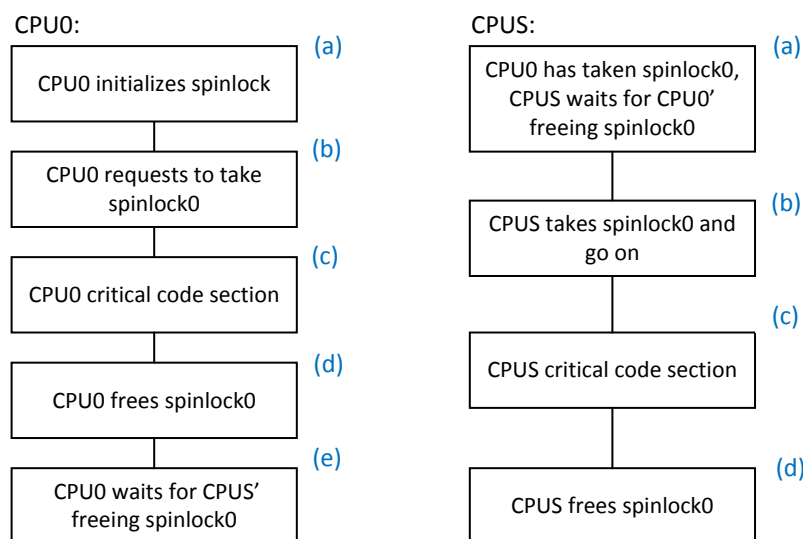 CPU0:
(a)
CPU0 initializes spinlock
(b)
CPU0 requests to take
spinlock0
(c)
CPU0 critical code section
(d)
CPU0 frees spinlock0
(e)
CPU0 waits for CPUS’
freeing spinlock0
CPUS:
(a)
CPU0 has taken spinlock0,
CPUS waits for CPU0’
freeing spinlock0
(b)
CPUS takes spinlock0 and
go on
(c)
CPUS critical code section
(d)
CPUS frees spinlock0